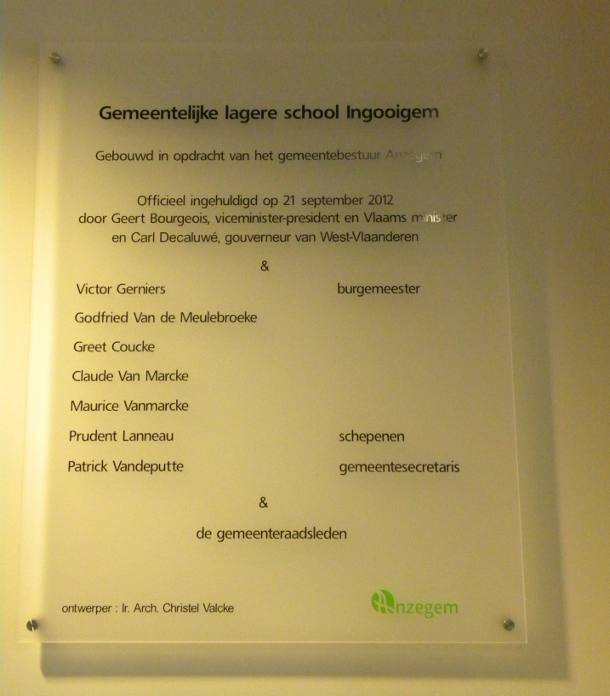 Gemeentelijke lagere school Ingooigem
Gebouwd in opdracht van het gemeentebestuur Anzegem
Officieel ingehuldigd op 21 september 2012
door Geert Bourgeois, viceminister-president en Vlaams minister
en Carl Decaluwé, gouverneur van West-Vlaanderen
&
Victor Gerniers burgemeester
Godfried Van de Meulebroeke
Greet Coucke
Claude Van Marcke
Maurice Vanmarcke
Prudent Lanneau schepenen
Patrick Vandeputte gemeentesecretaris
&
de gemeenteraadsleden
ontwerper : Ir. Arch. Christel Valcke
Anzegem